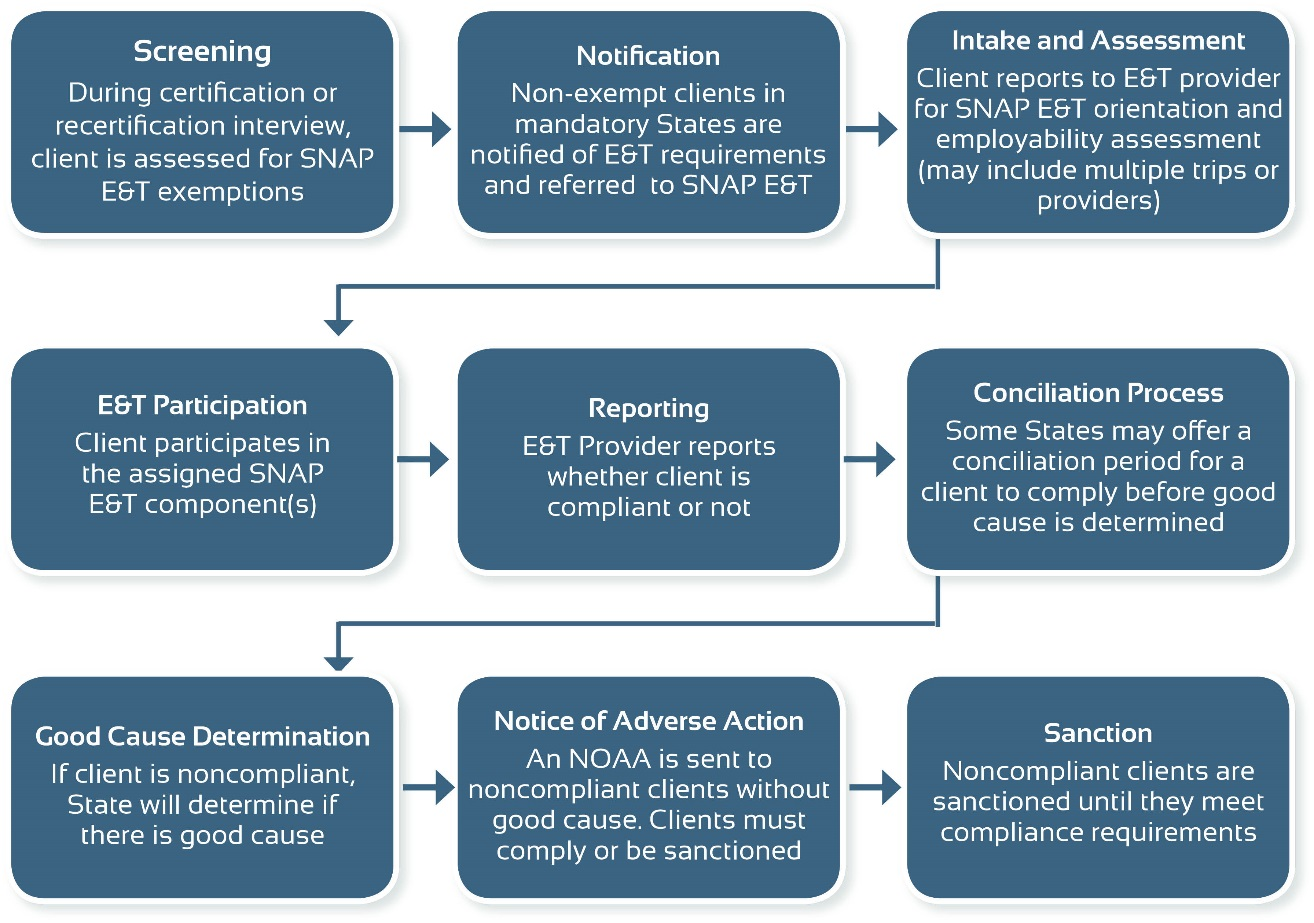 Screening
During certification or
recertification interview,
client is assessed for SNAP
E&T exemptions
Notification
Non-exempt clients in
mandatory States are
notified of E&T requirements
and referred to SNAP E&T
Intake and Assessment
Client reports to E&T provider
for SNAP E&T orientation and
employability assessment
(may include multiple trips or
providers)
E&T Participation
Client participates in
the assigned SNAP
E&T component(s)
Reporting
E&T Provider reports
whether client is
compliant or not
Conciliation Process
Some States may offer a
conciliation period for a
client to comply before good
cause is determined
Good Cause Determination
If client is noncompliant,
State will determine if
there is good cause
Notice of Adverse Action
An NOAA is sent to
noncompliant clients without
good cause. Clients must
comply or be sanctioned
Sanction
Noncompliant clients are
sanctioned until they meet
compliance requirements